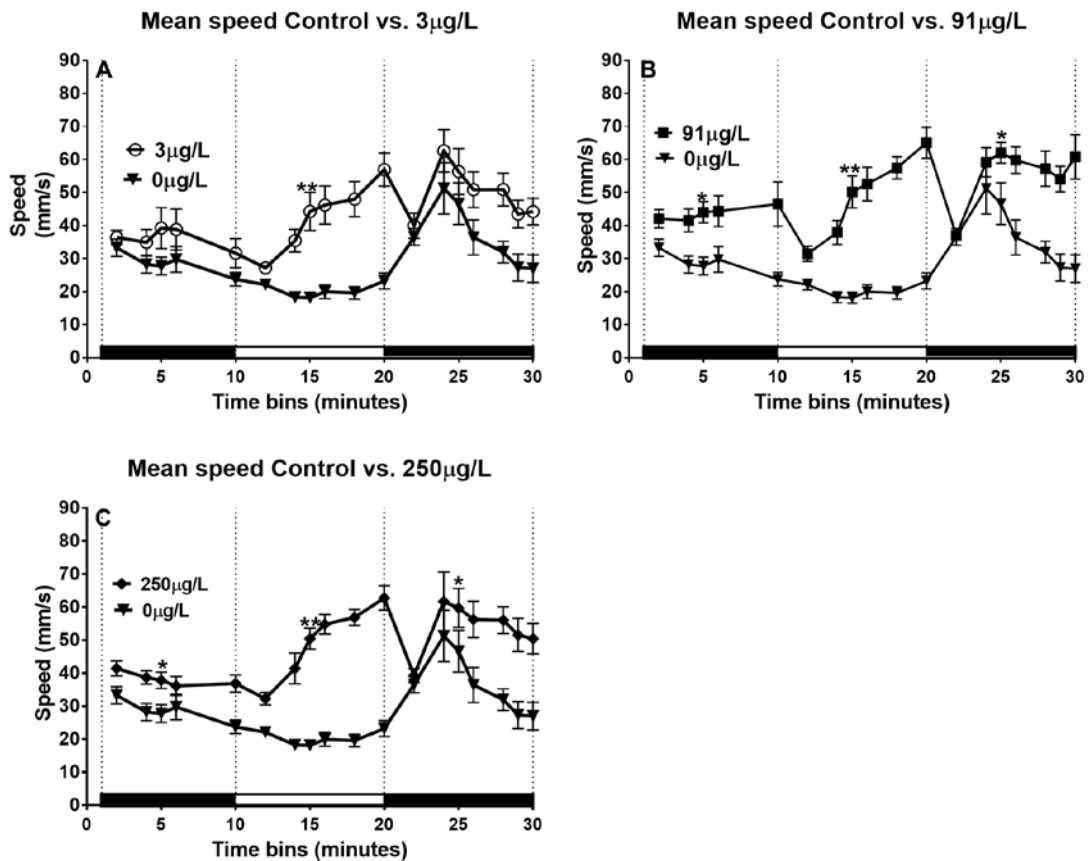 Mean speed Control vs. 3µg/L
A
90
80
70
60
50
40
30
20
10
0
Speed
(mm/s)
3µg/L
0µg/L
**
0 5 10 15 20 25 30
Time bins (minutes)
Mean speed Control vs. 91µg/L
B
90
80
70
60
50
40
30
20
10
0
Speed (mm/s)
91µg/L
0µg/L
*
**
*
0 5 10 15 20 25 30
Time bins (minutes)
Mean speed Control vs. 250µg/L
C
90
80
70
60
50
40
30
20
10
0
Speed (mm/s)
250µg/L
0µg/L
*
**
*
0 5 10 15 20 25 30
Time bins (minutes)